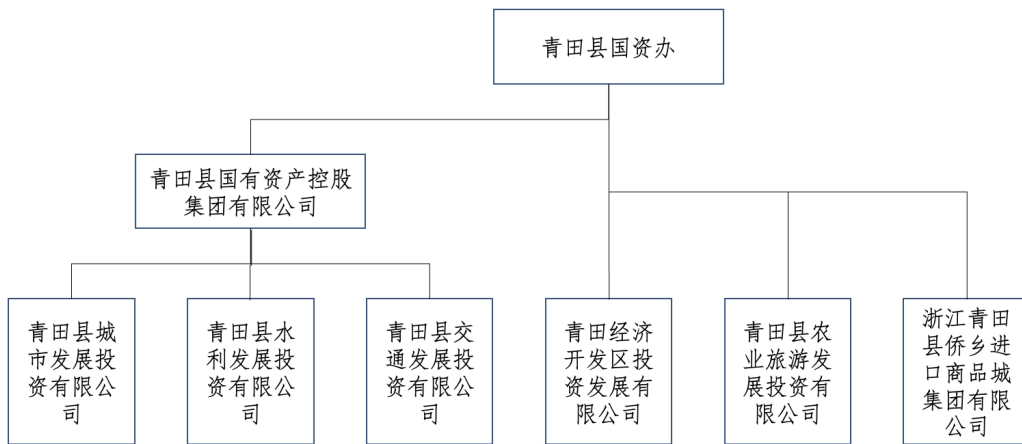 青田县国资办
青田县国有资产控股
集团有限公司
青田县城
市发展投
资有限公
司
青田县水
利发展投
资有限公
司
青田县交
通发展投
资有限公
司
青田经济
开发区投
资发展有
限公司
青田县农
业旅游发
展投资有
限公司
浙江青田
县侨乡进
口商品城
集团有限
公司